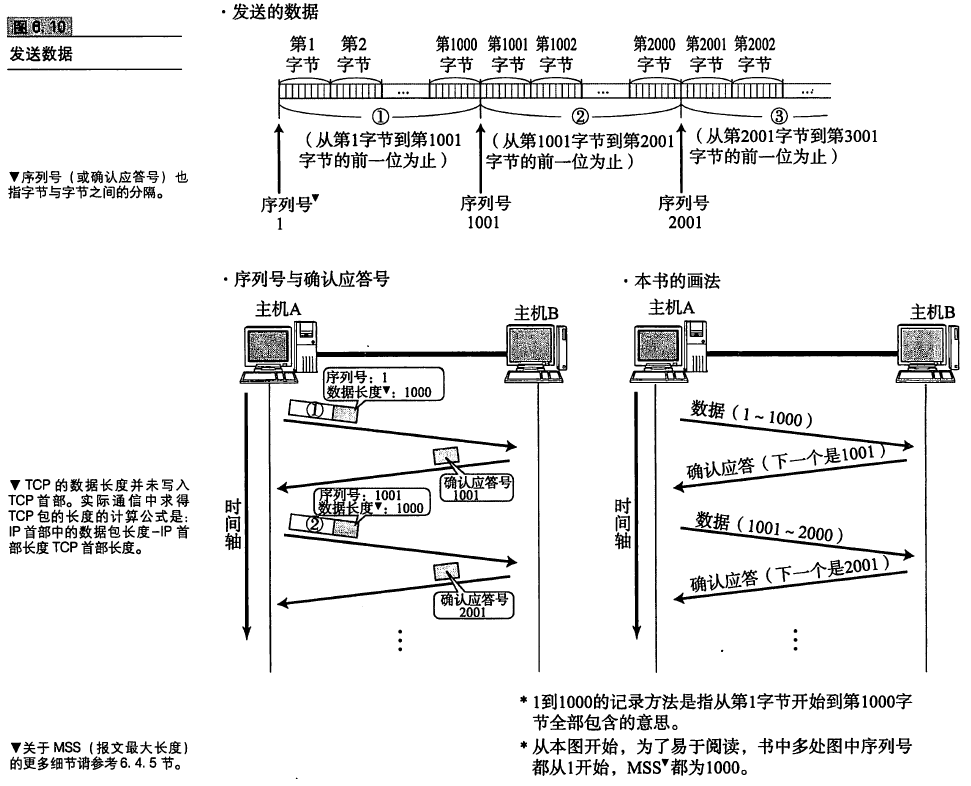 图6.10
发送数据
·发送的数据
第1字节 第2字节 第1000字节 第1001字节 第1002字节 第2000字节 第2001字节 第2002字节
... ... ...
① ② ③
(从第1字节到第1001
字节的前一位为止)
(从第1001字节到第2001
字节的前一位为止)
(从第2001字节到第3001
字节的前一位为止)
▼序列号(或确认应答号)也
指字节与字节之间的分隔。
序列号▼
1
序列号
1001
序列号
2001
·序列号与确认应答号
主机A 主机B
序列号：1
数据长度▼：1000
①
确认应答号
1001
序列号：1001
数据长度▼：1000
②
确认应答号
2001
时间轴
⋮
·本书的画法
主机A 主机B
数据(1~1000)
确认应答(下一个是1001)
数据(1001~2000)
确认应答(下一个是2001)
时间轴
⋮
▼ TCP 的数据长度并未写入
TCP 首部。实际通信中求得
TCP 包的长度的计算公式是：
IP 首部中的数据包长度-IP 首
部长度 TCP 首部长度。
* 1到1000的记录方法是指从第1字节开始到第1000字
节全部包含的意思。
* 从本图开始，为了易于阅读，书中多处图中序列号
都从1开始，MSS▼都为1000。
▼关于 MSS (报文最大长度)
的更多细节请参考6.4.5节。